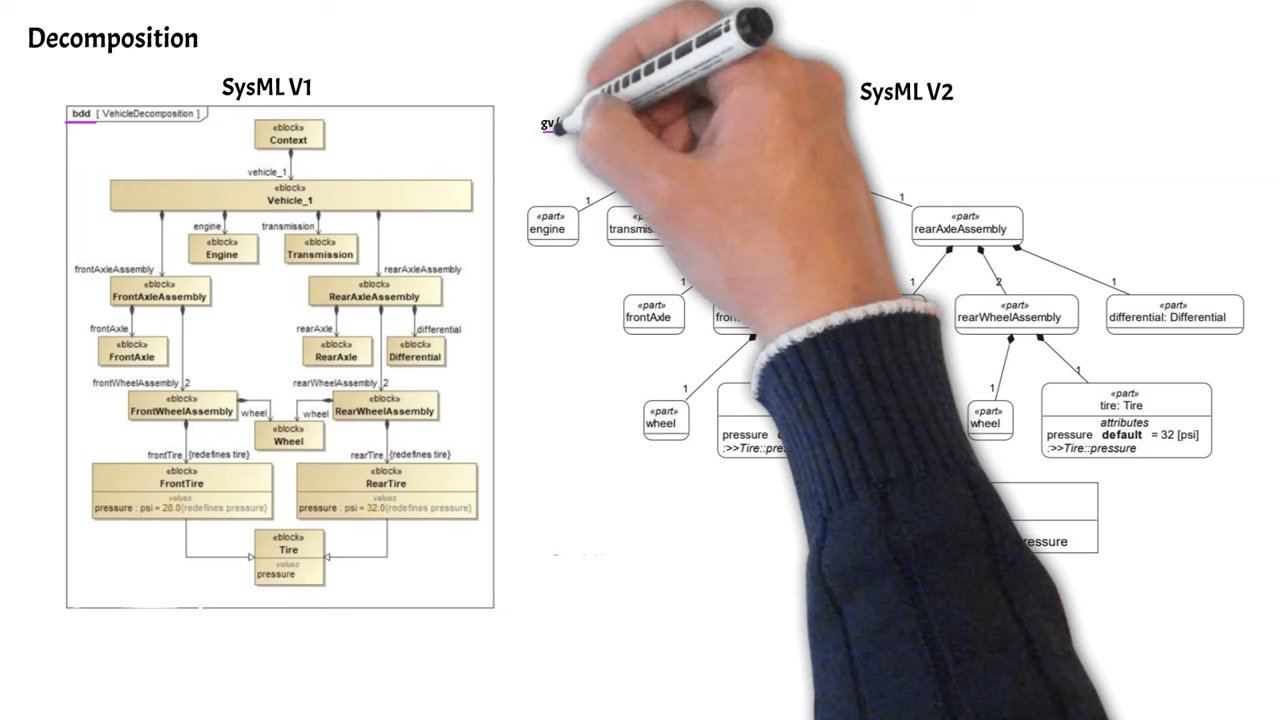 Decomposition
SysML V1
bdd [ VehicleDecomposition ]
«block»
Context
vehicle_1
«block»
Vehicle_1
engine
transmission
«block»
Engine
«block»
Transmission
frontAxleAssembly
rearAxleAssembly
«block»
FrontAxleAssembly
«block»
RearAxleAssembly
frontAxle
rearAxle
differential
«block»
FrontAxle
«block»
RearAxle
«block»
Differential
frontWheelAssembly 2
rearWheelAssembly 2
«block»
FrontWheelAssembly
wheel
wheel
«block»
RearWheelAssembly
«block»
Wheel
frontTire {redefines tire}
rearTire {redefines tire}
«block»
FrontTire
values
pressure : psi = 28.0{redefines pressure}
«block»
RearTire
values
pressure : psi = 32.0{redefines pressure}
«block»
Tire
values
pressure
SysML V2
gv
1
1
«part»
engine
«part»
rearAxleAssembly
1
1
2
1
«part»
frontAxle
«part»
rearWheelAssembly
«part»
differential: Differential
1
1
1
«part»
wheel
pressure
:>>Tire::
«part»
wheel
«part»
tire: Tire
attributes
pressure default = 32 [psi]
:>>Tire::pressure